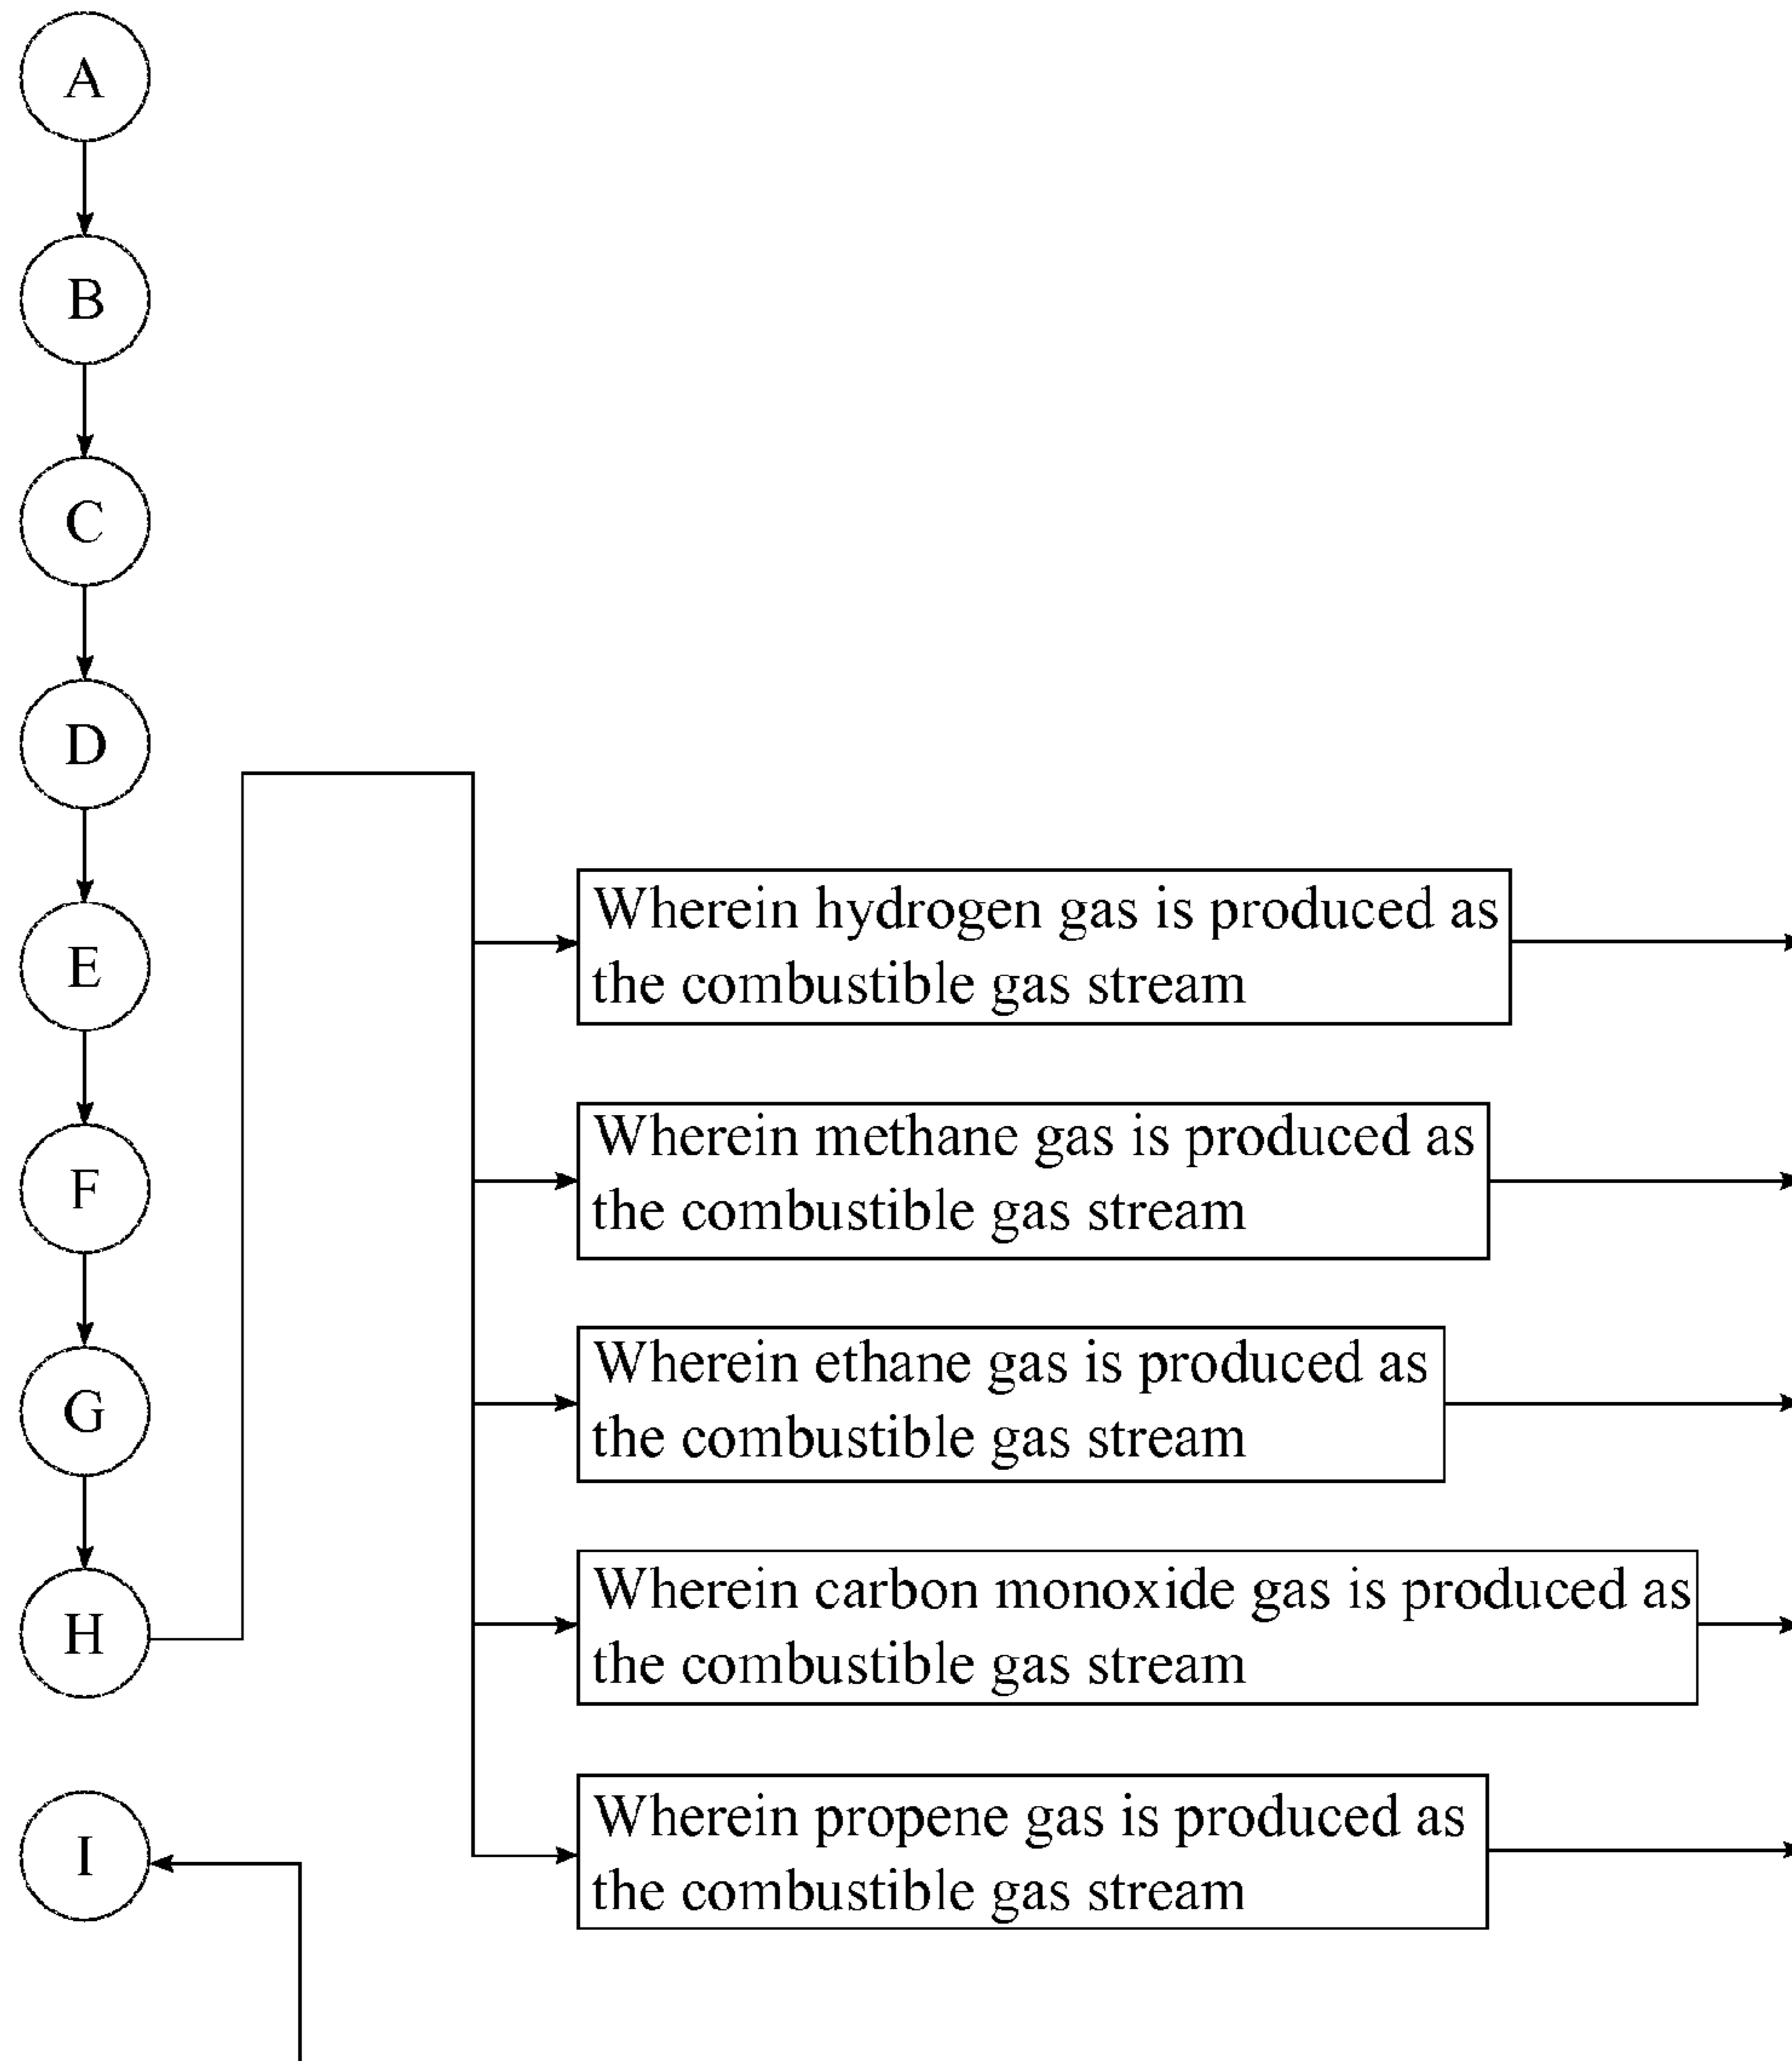 A
B
C
D
E
F
G
H
I
Wherein hydrogen gas is produced as
the combustible gas stream
Wherein methane gas is produced as
the combustible gas stream
Wherein ethane gas is produced as
the combustible gas stream
Wherein carbon monoxide gas is produced as
the combustible gas stream
Wherein propene gas is produced as
the combustible gas stream